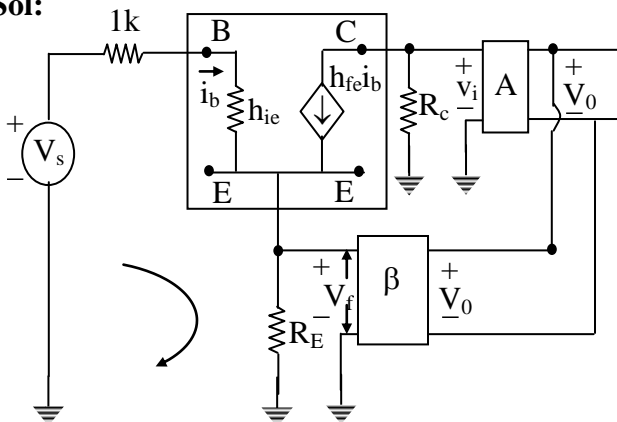 Sol:
1k
B
C
i_b
h_ie
h_fe i_b
R_c
+
v_i
−
A
+
V_0
−
+
V_s
−
E
E
+
V_f
−
β
+
V_0
−
R_E